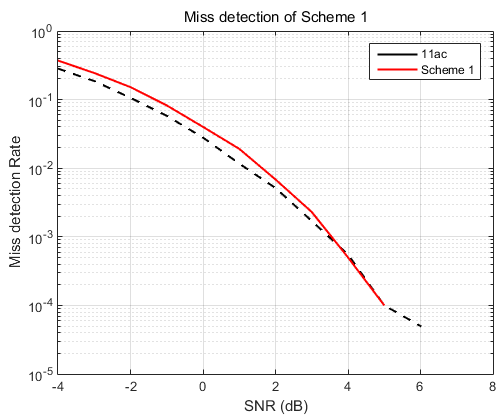 Miss detection of Scheme 1
11ac
Scheme 1
Miss detection Rate
10^0
10^-1
10^-2
10^-3
10^-4
10^-5
-4 -2 0 2 4 6 8
SNR (dB)